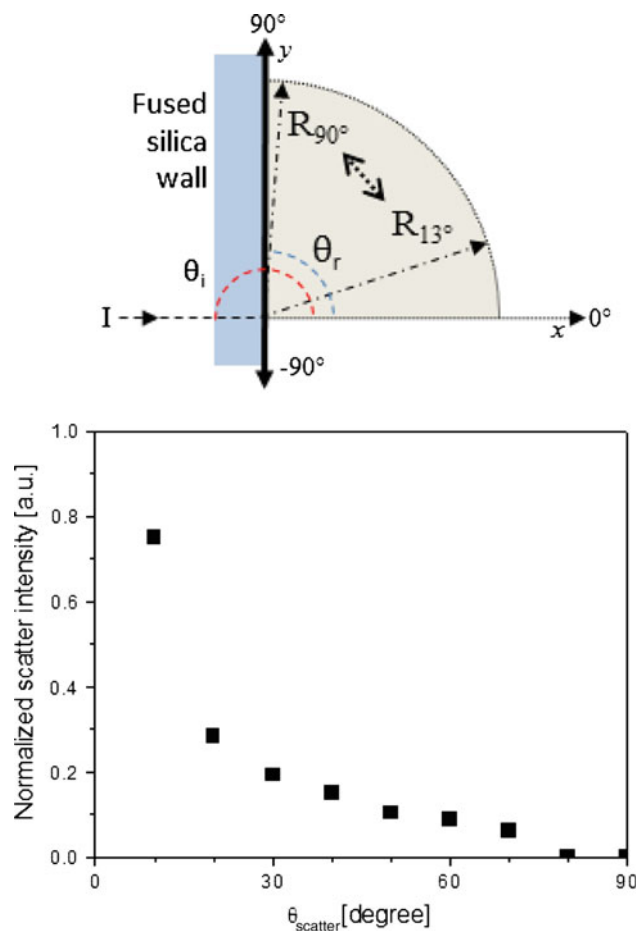 90°
y
Fused
silica
wall
R90°
R13°
θr
θi
I
x
0°
-90°
Normalized scatter intensity [a.u.]
1.0
0.8
0.6
0.4
0.2
0.0
0
30
60
90
θscatter[degree]